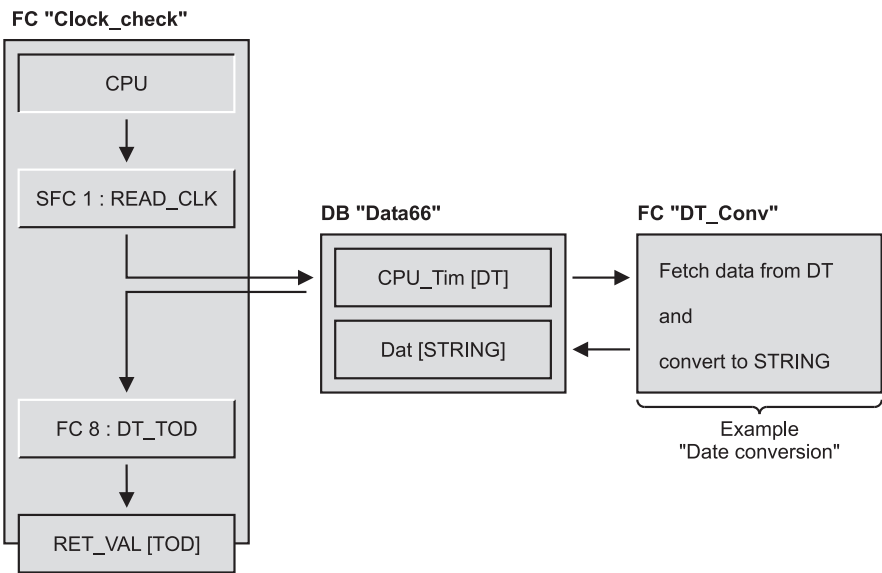 FC "Clock_check"
CPU
SFC 1 : READ_CLK
FC 8 : DT_TOD
RET_VAL [TOD]
DB "Data66"
CPU_Tim [DT]
Dat [STRING]
FC "DT_Conv"
Fetch data from DT
and
convert to STRING
Example
"Date conversion"